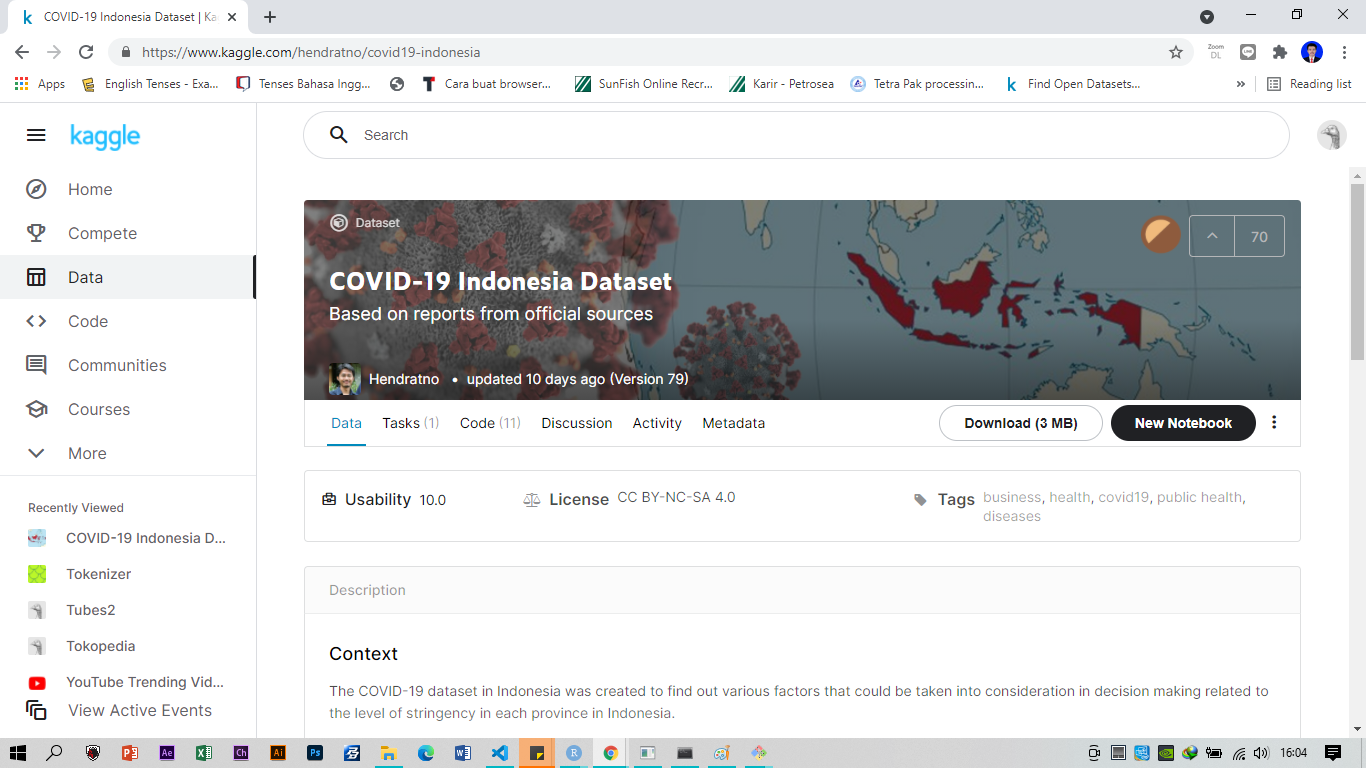 COVID-19 Indonesia Dataset | Ka
https://www.kaggle.com/hendratno/covid19-indonesia
Zoom
DL
Apps
English Tenses - Exa...
Tenses Bahasa Ingg...
Cara buat browser...
SunFish Online Recr...
Karir - Petrosea
Tetra Pak processin...
Find Open Datasets...
»
Reading list
kaggle
Search
Home
Compete
Data
Code
Communities
Courses
More
Recently Viewed
COVID-19 Indonesia D...
Tokenizer
Tubes2
Tokopedia
YouTube Trending Vid...
View Active Events
Dataset
70
COVID-19 Indonesia Dataset
Based on reports from official sources
Hendratno • updated 10 days ago (Version 79)
Data Tasks (1) Code (11) Discussion Activity Metadata
Download (3 MB)
New Notebook
Usability 10.0
License CC BY-NC-SA 4.0
Tags business, health, covid19, public health,
diseases
Description
Context
The COVID-19 dataset in Indonesia was created to find out various factors that could be taken into consideration in decision making related to
the level of stringency in each province in Indonesia.
Ae
Ch
Ai
Ps
R
16:04